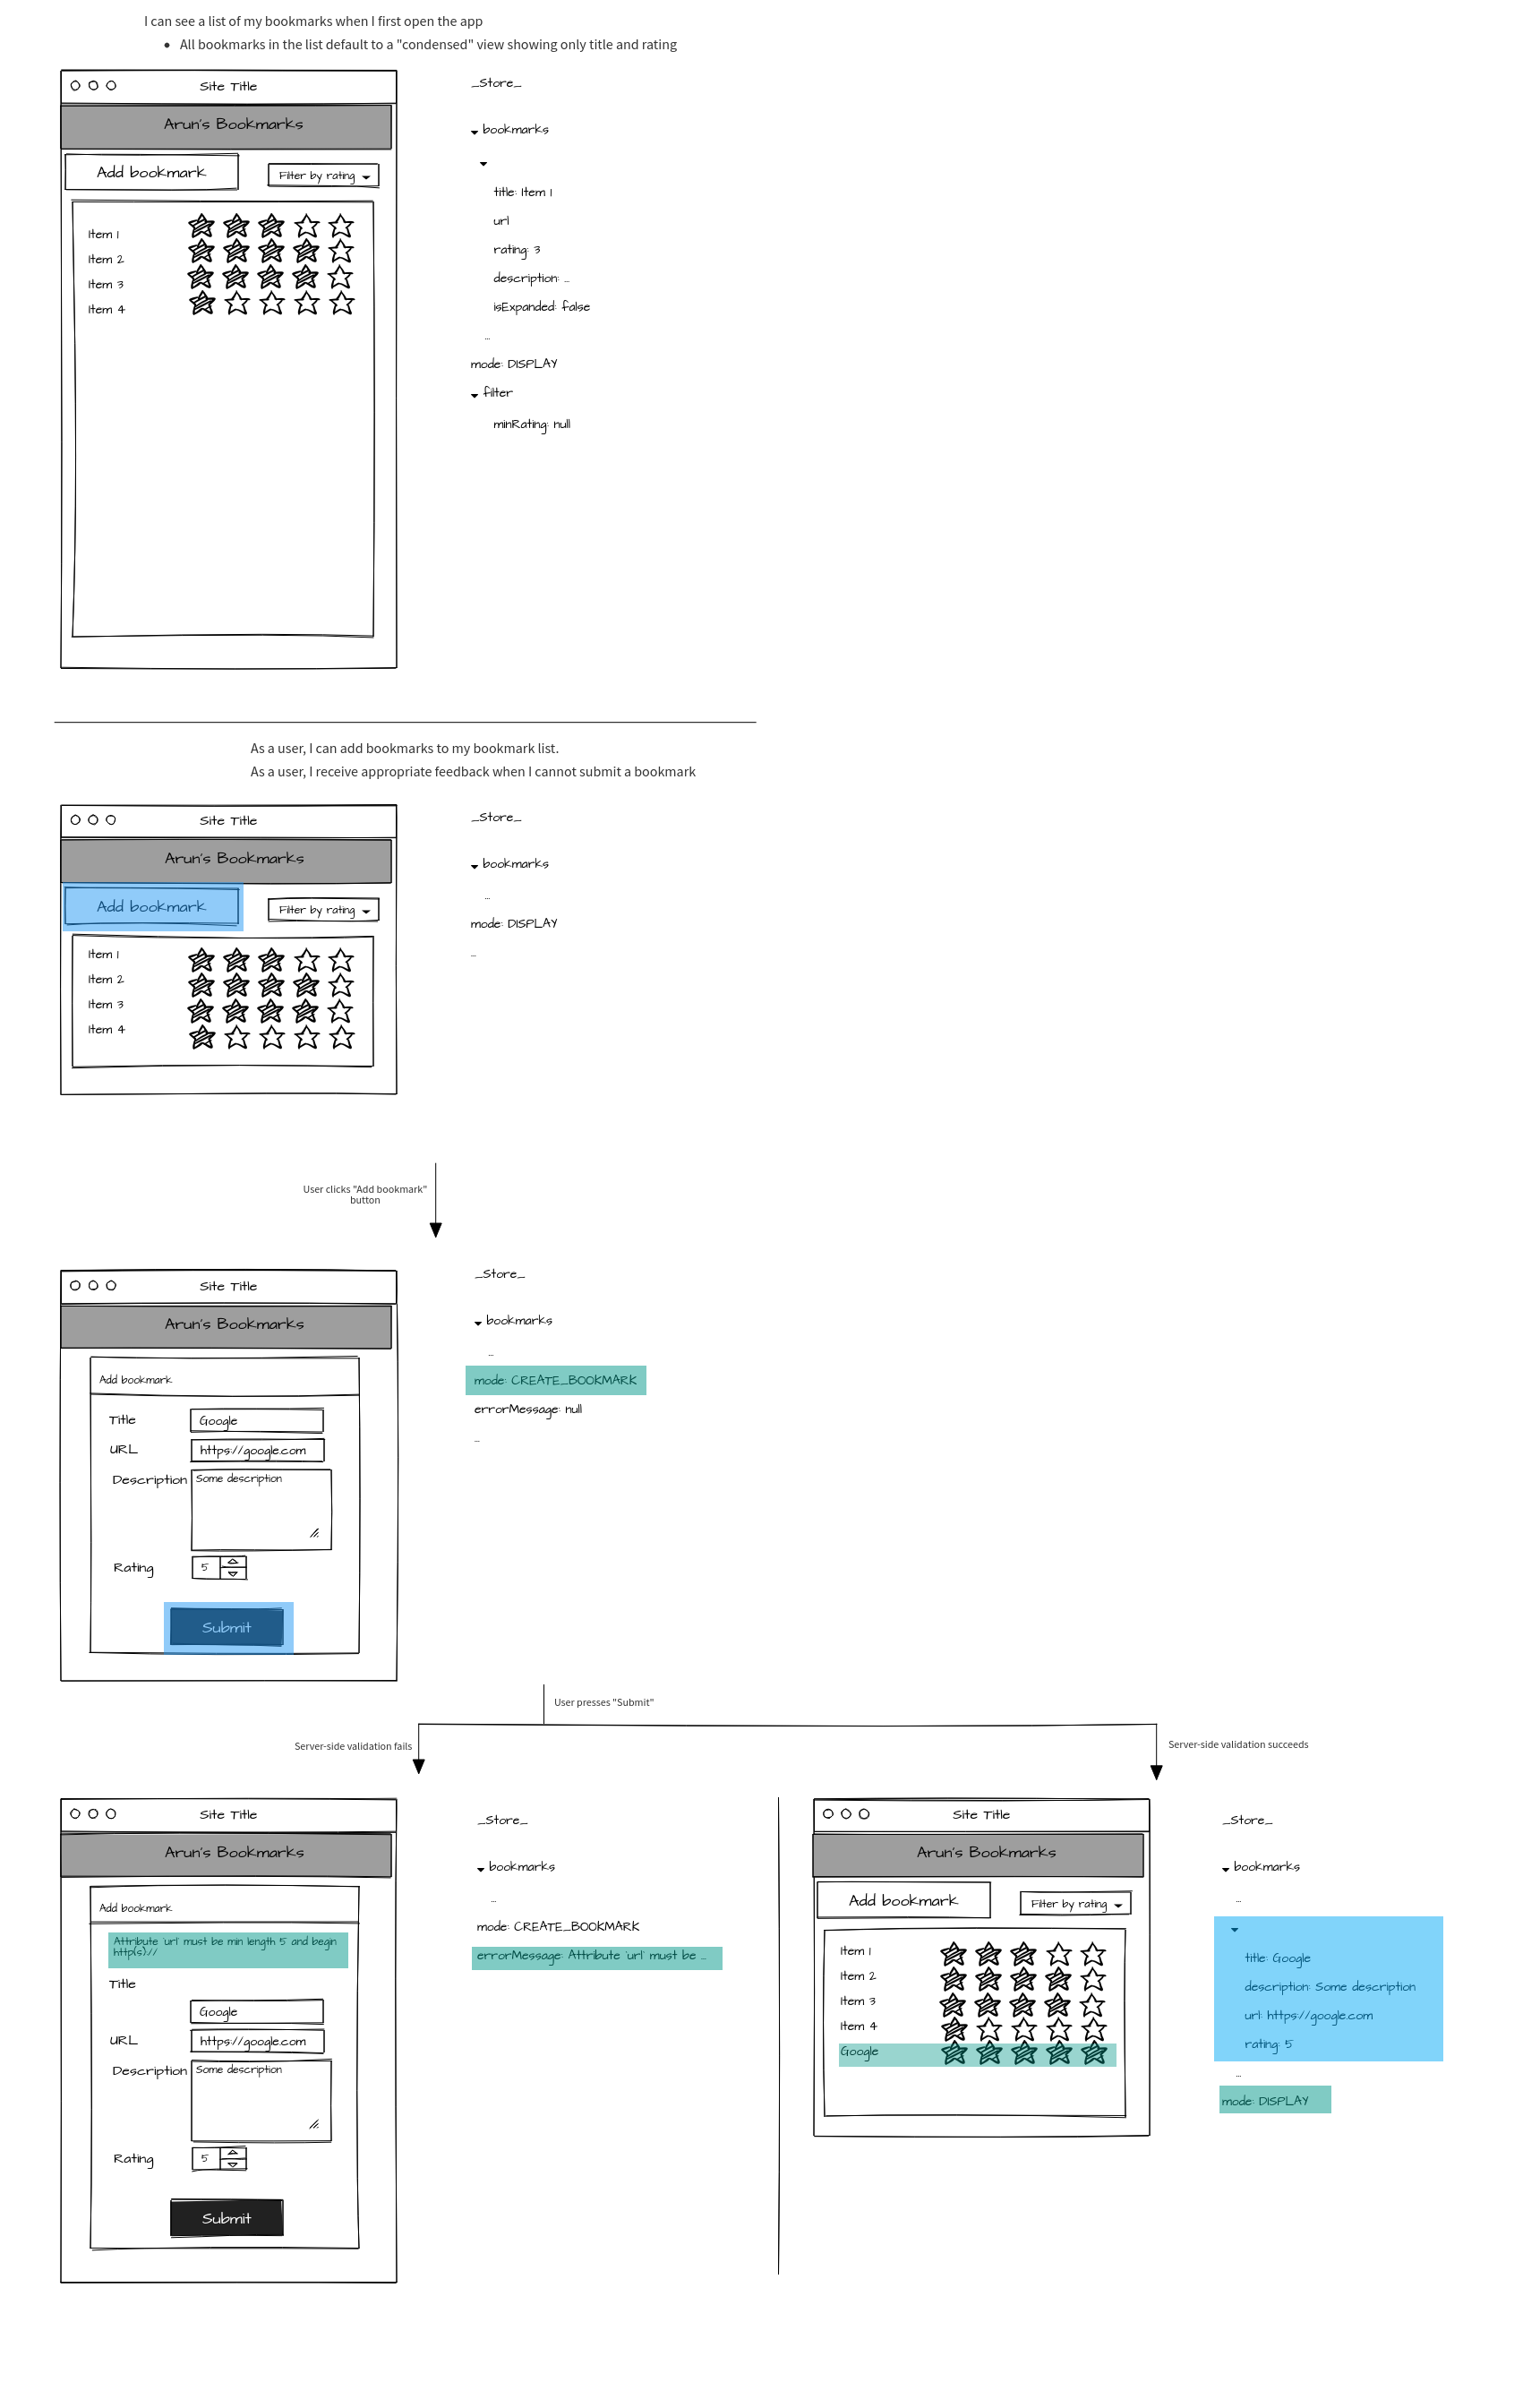 I can see a list of my bookmarks when I first open the app
• All bookmarks in the list default to a "condensed" view showing only title and rating
Site Title
Arun's Bookmarks
Add bookmark
Filter by rating
Item 1
Item 2
Item 3
Item 4
_Store_
bookmarks
title: Item 1
url
rating: 3
description: ...
isExpanded: false
...
mode: DISPLAY
filter
minRating: null
As a user, I can add bookmarks to my bookmark list.
As a user, I receive appropriate feedback when I cannot submit a bookmark
Site Title
Arun's Bookmarks
Add bookmark
Filter by rating
Item 1
Item 2
Item 3
Item 4
_Store_
bookmarks
...
mode: DISPLAY
...
User clicks "Add bookmark"
button
Site Title
Arun's Bookmarks
Add bookmark
Title
Google
URL
https://google.com
Description
Some description
Rating
5
Submit
_Store_
bookmarks
...
mode: CREATE_BOOKMARK
errorMessage: null
...
User presses "Submit"
Server-side validation fails
Server-side validation succeeds
Site Title
Arun's Bookmarks
Add bookmark
Attribute 'url' must be min length 5 and begin
http(s)://
Title
Google
URL
https://google.com
Description
Some description
Rating
5
Submit
_Store_
bookmarks
...
mode: CREATE_BOOKMARK
errorMessage: Attribute 'url' must be ...
Site Title
Arun's Bookmarks
Add bookmark
Filter by rating
Item 1
Item 2
Item 3
Item 4
Google
_Store_
bookmarks
...
title: Google
description: Some description
url: https://google.com
rating: 5
...
mode: DISPLAY